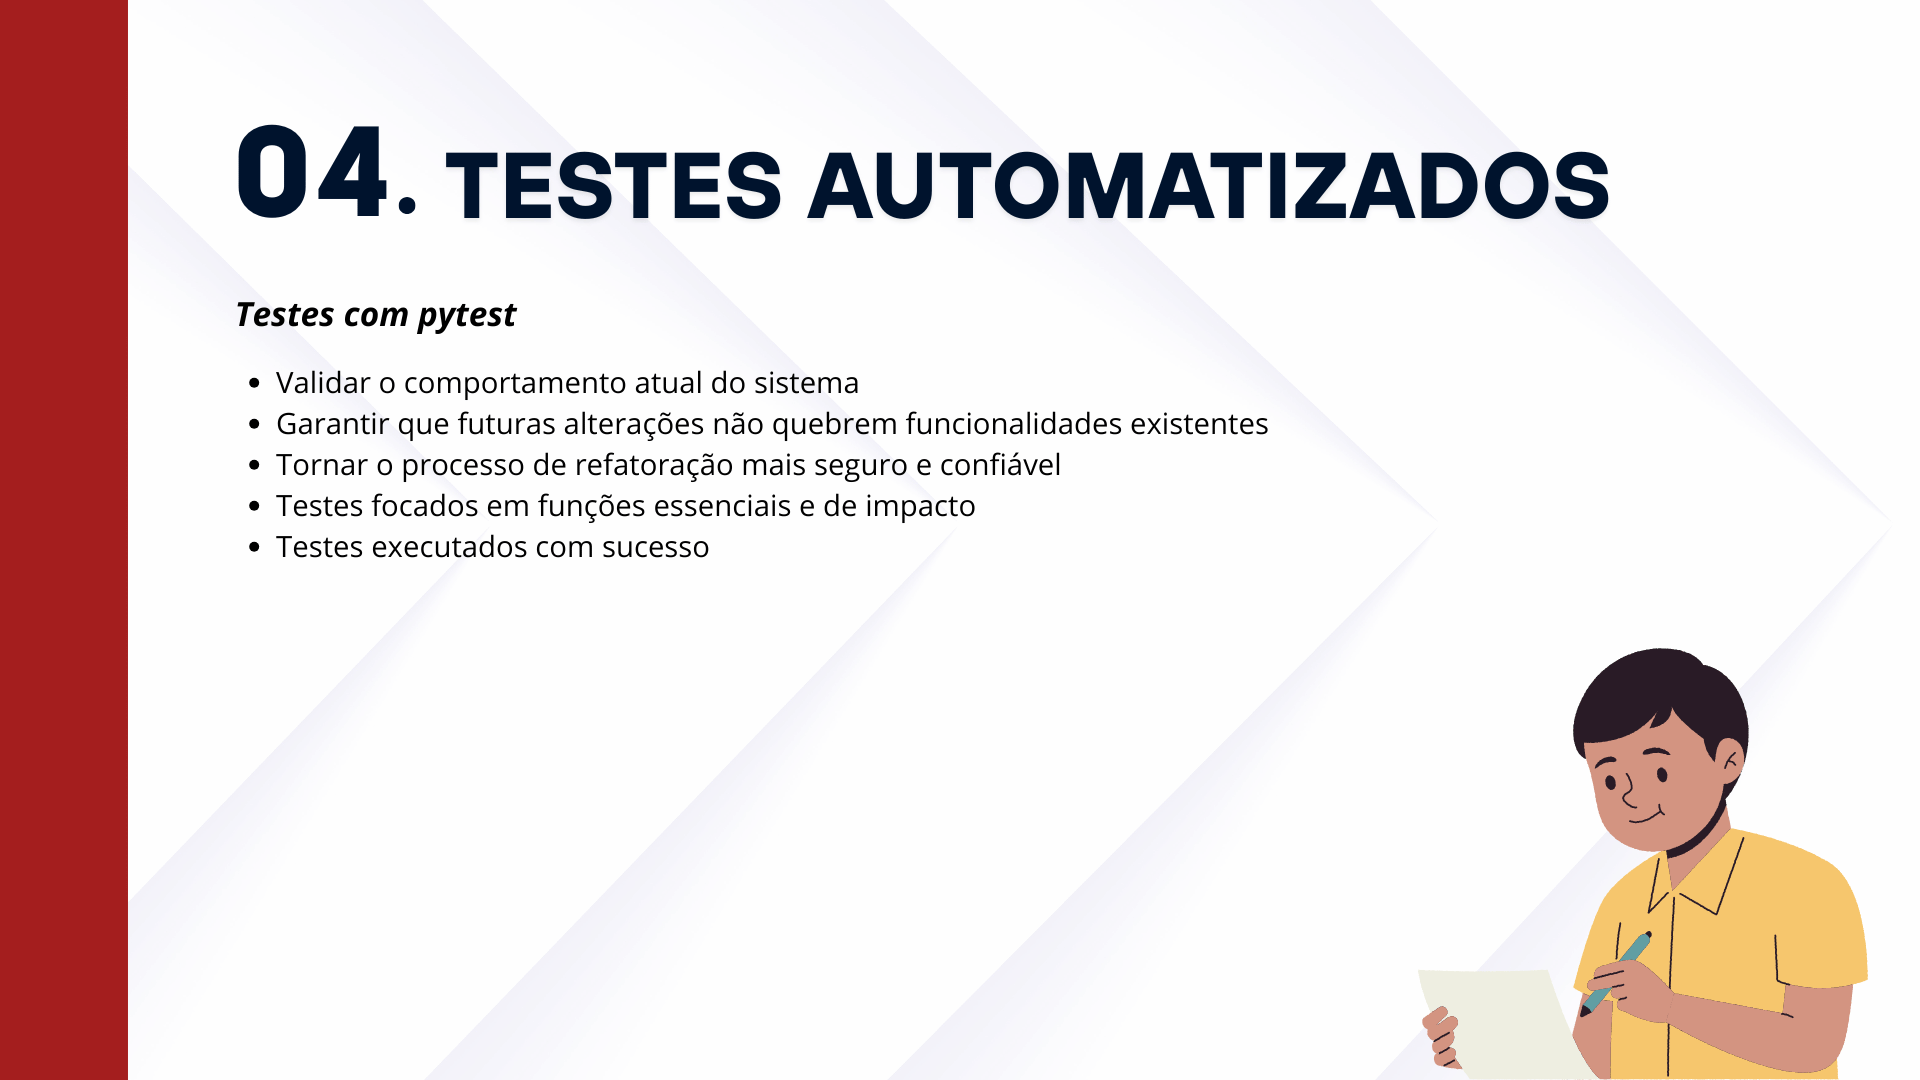 04. TESTES AUTOMATIZADOS
Testes com pytest
• Validar o comportamento atual do sistema
• Garantir que futuras alterações não quebrem funcionalidades existentes
• Tornar o processo de refatoração mais seguro e confiável
• Testes focados em funções essenciais e de impacto
• Testes executados com sucesso